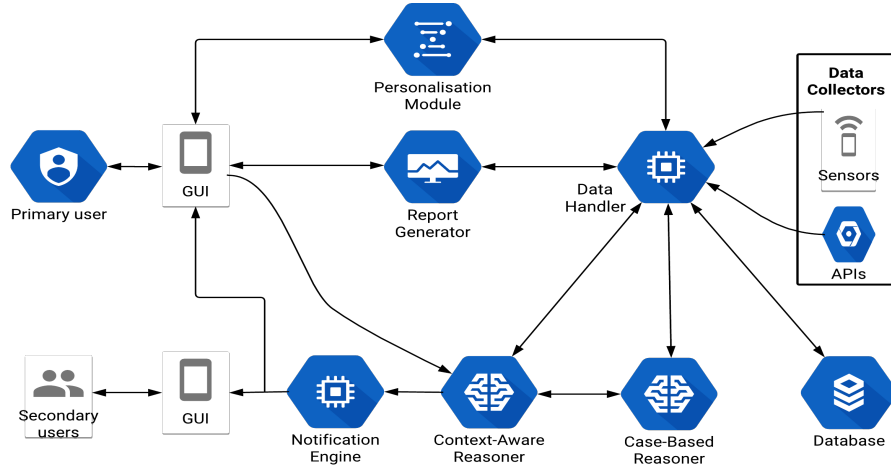 Personalisation
Module
Data
Collectors
Sensors
APIs
Primary user
GUI
Report
Generator
Data
Handler
Secondary
users
GUI
Notification
Engine
Context-Aware
Reasoner
Case-Based
Reasoner
Database